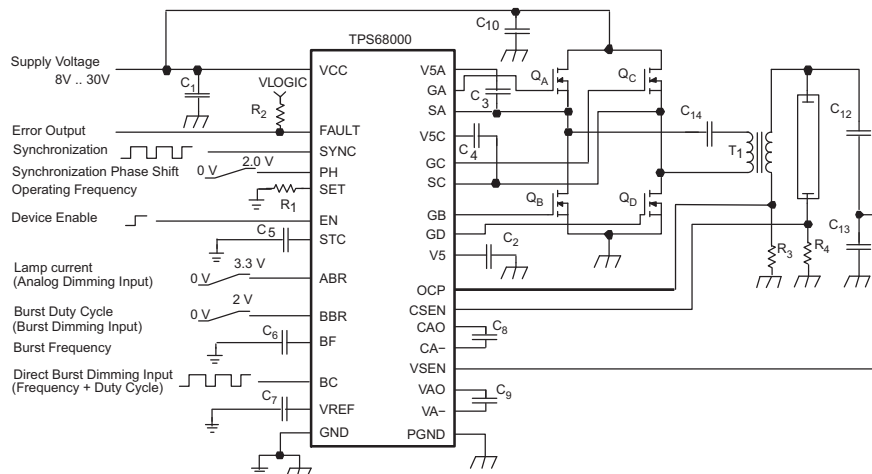 TPS68000
Supply Voltage
8V .. 30V
C1
VLOGIC
R2
Error Output
Synchronization
Synchronization Phase Shift
0 V
2.0 V
Operating Frequency
R1
Device Enable
C5
Lamp current
(Analog Dimming Input)
0 V
3.3 V
Burst Duty Cycle
(Burst Dimming Input)
0 V
2 V
Burst Frequency
C6
Direct Burst Dimming Input
(Frequency + Duty Cycle)
C7
VCC
FAULT
SYNC
PH
SET
EN
STC
ABR
BBR
BF
BC
VREF
GND
V5A
GA
SA
V5C
GC
SC
GB
GD
V5
OCP
CSEN
CAO
CA−
VSEN
VAO
VA−
PGND
C10
C3
C4
C2
C8
C9
QA
QC
QB
QD
C14
T1
R3
R4
C12
C13